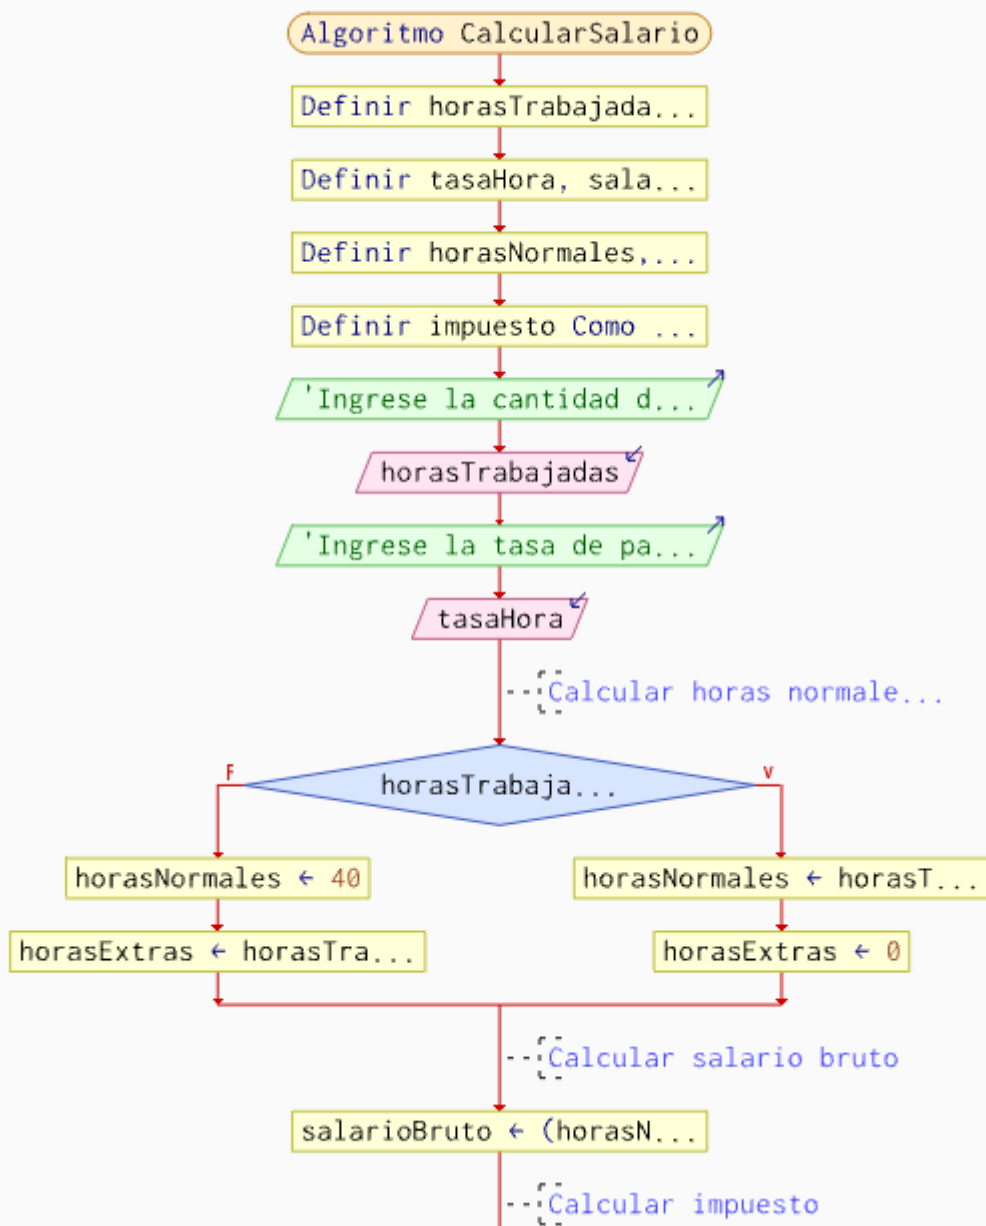 Algoritmo CalcularSalario
Definir horasTrabajada...
Definir tasaHora, sala...
Definir horasNormales,...
Definir impuesto Como ...
'Ingrese la cantidad d...
horasTrabajadas
'Ingrese la tasa de pa...
tasaHora
Calcular horas normale...
F
V
horasTrabaja...
horasNormales ← 40
horasNormales ← horasT...
horasExtras ← horasTra...
horasExtras ← 0
Calcular salario bruto
salarioBruto ← (horasN...
Calcular impuesto